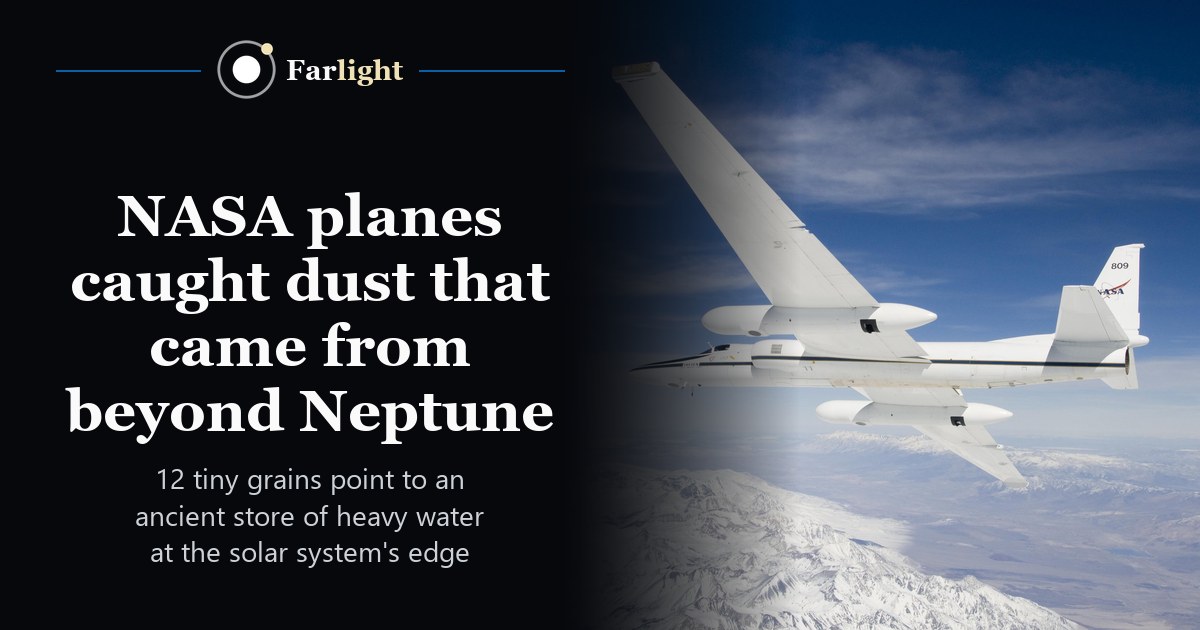 Farlight
NASA planes
caught dust that
came from
beyond Neptune
12 tiny grains point to an
ancient store of heavy water
at the solar system's edge
809
NASA